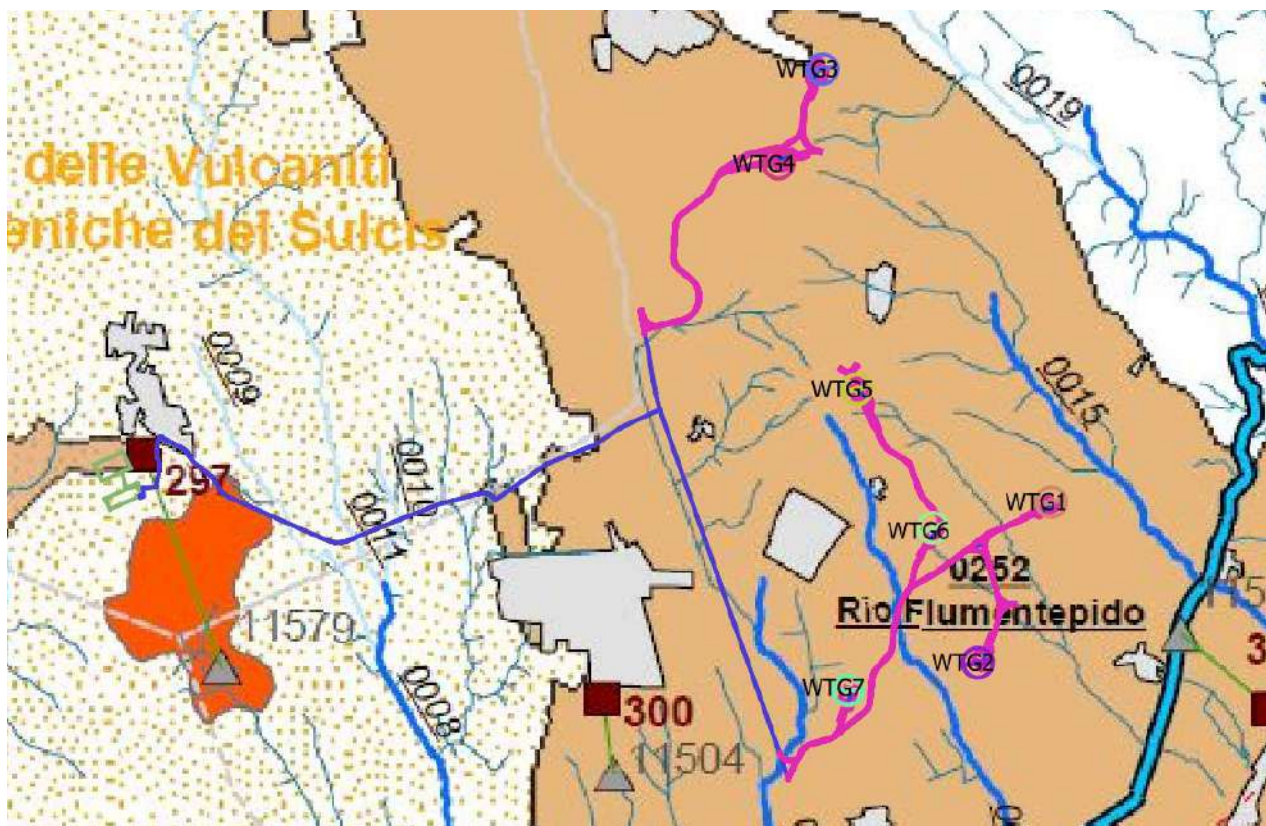 WTG3
0019
WTG4
delle Vulcaniti
eniche del Sulcis
0009
WTG5
0015
297
WTG1
WTG6
0011
0252
11579
Rio Flumentepido
WTG2
0008
WTG7
300
11504